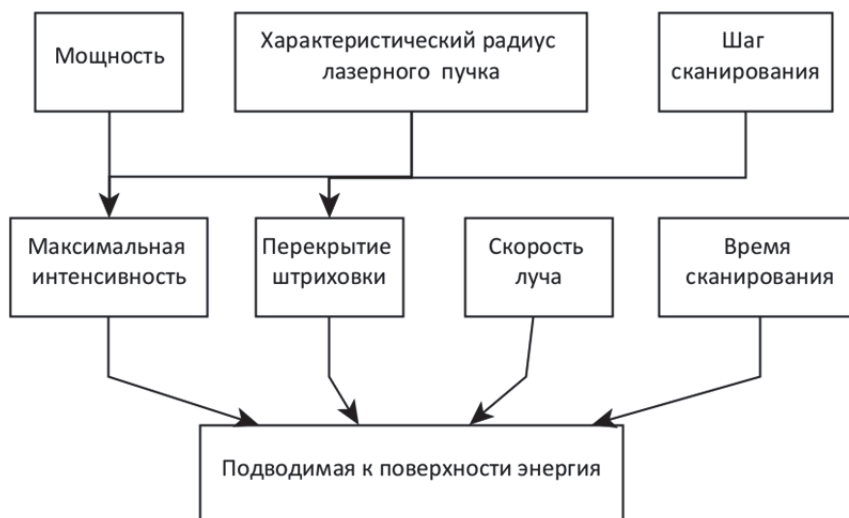 Мощность
Характеристический радиус
лазерного пучка
Шаг
сканирования
Максимальная
интенсивность
Перекрытие
штриховки
Скорость
луча
Время
сканирования
Подводимая к поверхности энергия